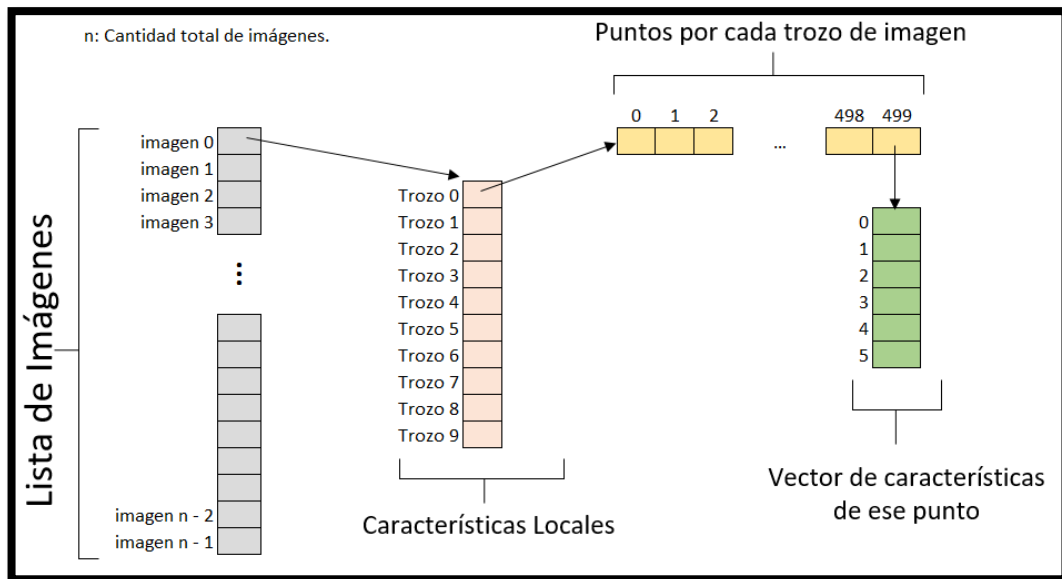 n: Cantidad total de imágenes.
Puntos por cada trozo de imagen
0 1 2 498 499
...
Lista de Imágenes
imagen 0
imagen 1
imagen 2
imagen 3
...
imagen n - 2
imagen n - 1
Trozo 0
Trozo 1
Trozo 2
Trozo 3
Trozo 4
Trozo 5
Trozo 6
Trozo 7
Trozo 8
Trozo 9
Característícas Locales
0
1
2
3
4
5
Vector de característícas
de ese punto